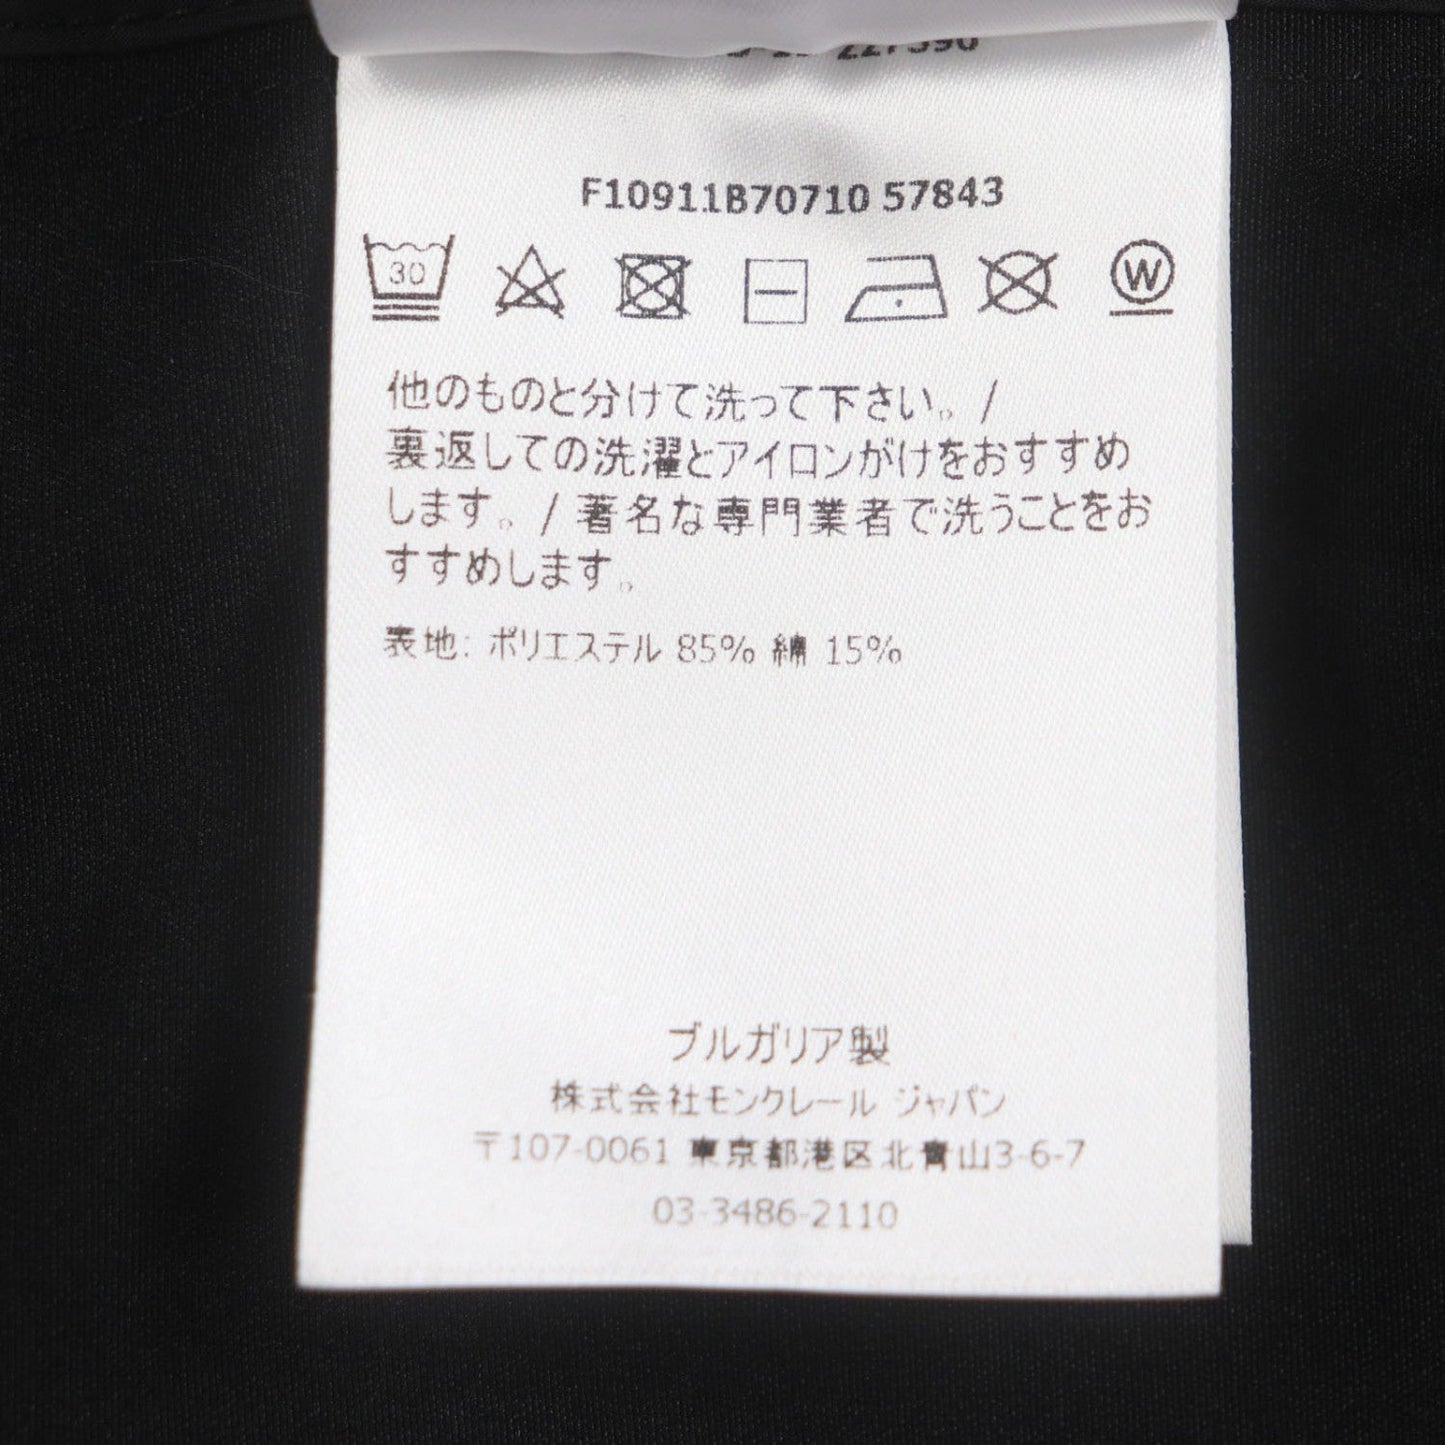 F10911B70710 57843
30
W
他のものと分けて洗って下さい。/
裏返しての洗濯とアイロンがけをおすすめ
します。/ 著名な専門業者で洗うことをお
すすめします。
表地: ポリエステル 85% 綿 15%
ブルガリア製
株式会社モンクレール ジャパン
〒107-0061 東京都港区北青山3-6-7
03-3486-2110